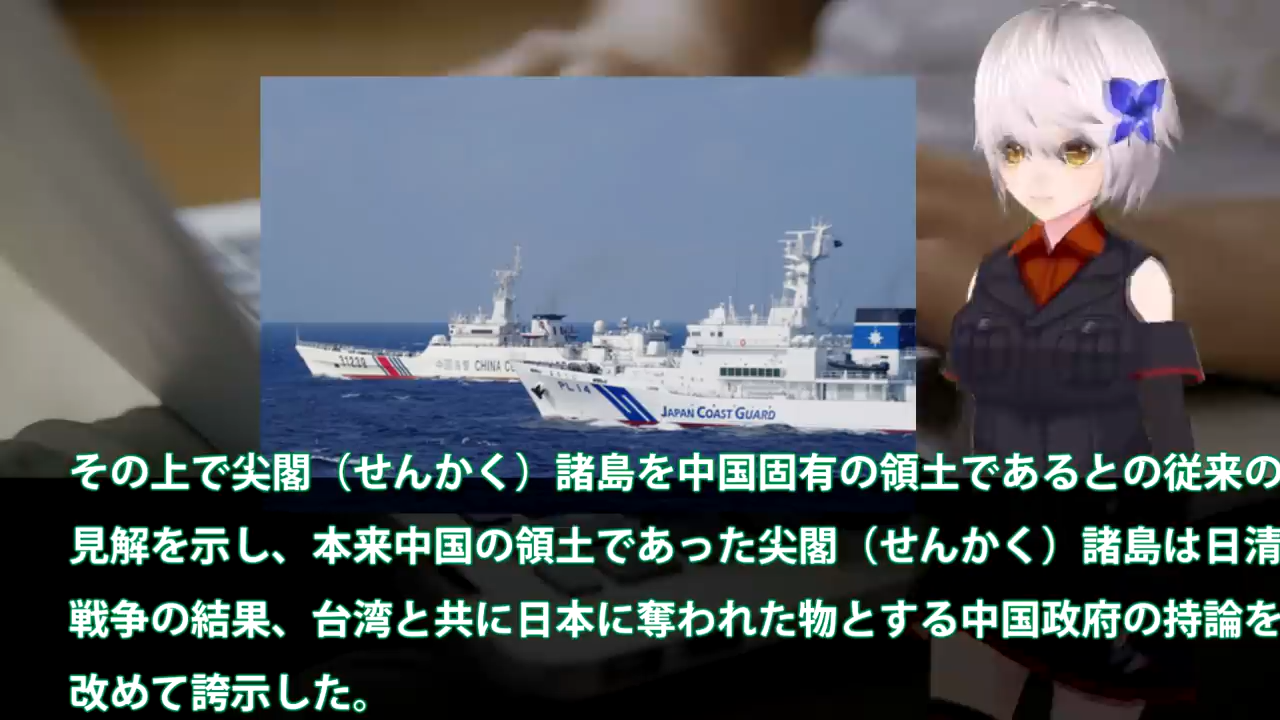 31239
中国海警 CHINA CO
PL14
JAPAN COAST GUARD
その上で尖閣（せんかく）諸島を中国固有の領土であるとの従来の
見解を示し、本来中国の領土であった尖閣（せんかく）諸島は日清
戦争の結果、台湾と共に日本に奪われた物とする中国政府の持論を
改めて誇示した。